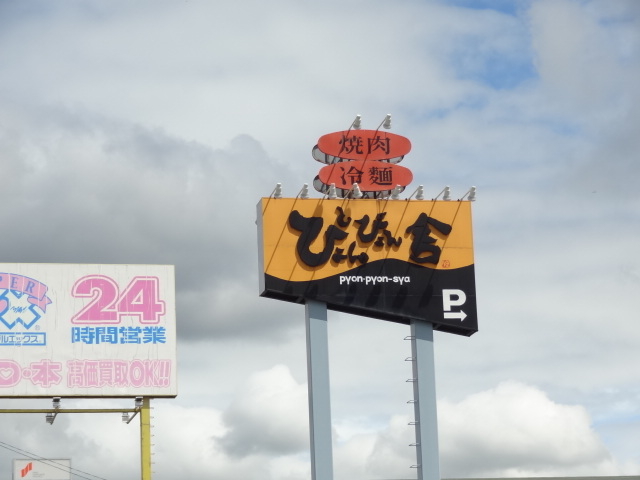 焼肉
冷麺
ぴょんぴょん舎
pyon·pyon-sya
P
24
時間営業
本 高価買取OK!!